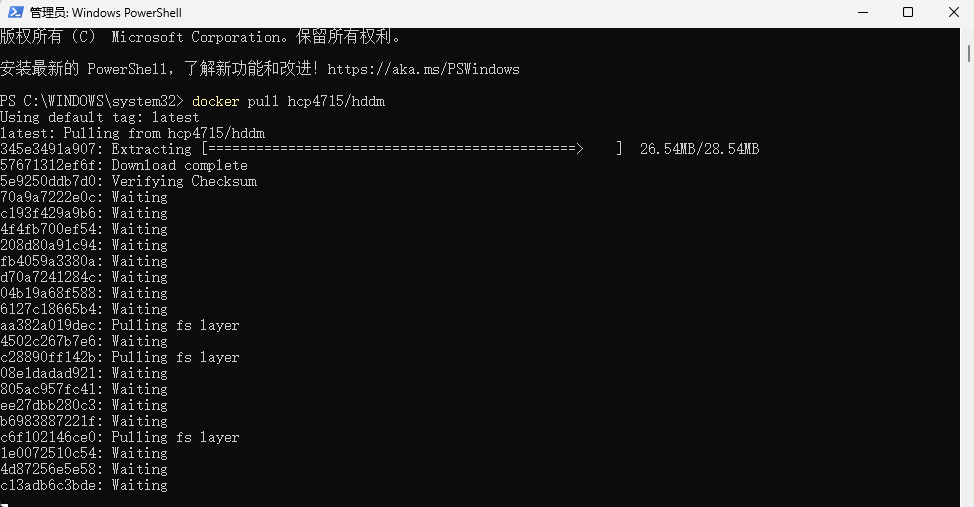 管理员: Windows PowerShell
版权所有 (C) Microsoft Corporation。保留所有权利。
安装最新的 PowerShell，了解新功能和改进！https://aka.ms/PSWindows
PS C:\WINDOWS\system32> docker pull hcp4715/hddm
Using default tag: latest
latest: Pulling from hcp4715/hddm
345e3491a907: Extracting [==============================================>    ]  26.54MB/28.54MB
57671312ef6f: Download complete
5e9250ddb7d0: Verifying Checksum
70a9a7222e0c: Waiting
c193f429a9b6: Waiting
4f4fb700ef54: Waiting
208d80a91c94: Waiting
fb4059a3380a: Waiting
d70a7241284c: Waiting
04b19a68f588: Waiting
6127c18665b4: Waiting
aa382a019dec: Pulling fs layer
4502c267b7e6: Waiting
c28890ff142b: Pulling fs layer
08e1dadad921: Waiting
805ac957fc41: Waiting
ee27dbb280c3: Waiting
b6983887221f: Waiting
c6f102146ce0: Pulling fs layer
1e0072510c54: Waiting
4d87256e5e58: Waiting
c13adb6c3bde: Waiting